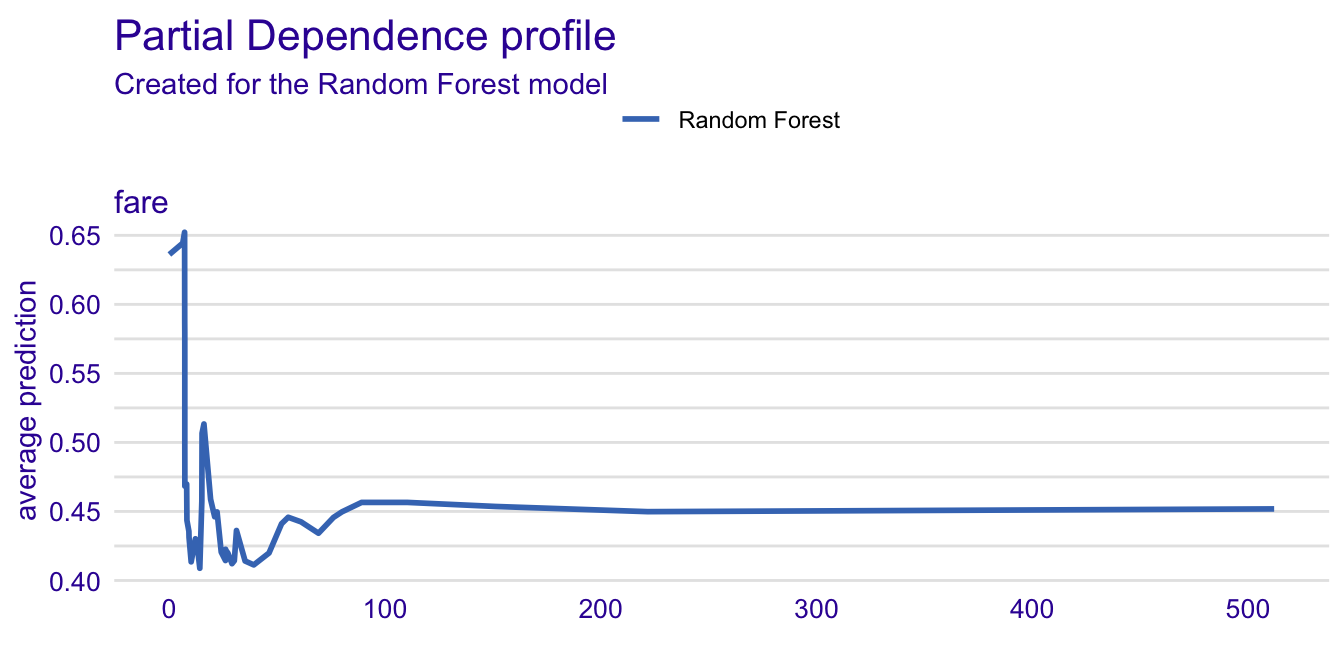 Partial Dependence profile
Created for the Random Forest model
Random Forest
fare
average prediction
0.65
0.60
0.55
0.50
0.45
0.40
0 100 200 300 400 500